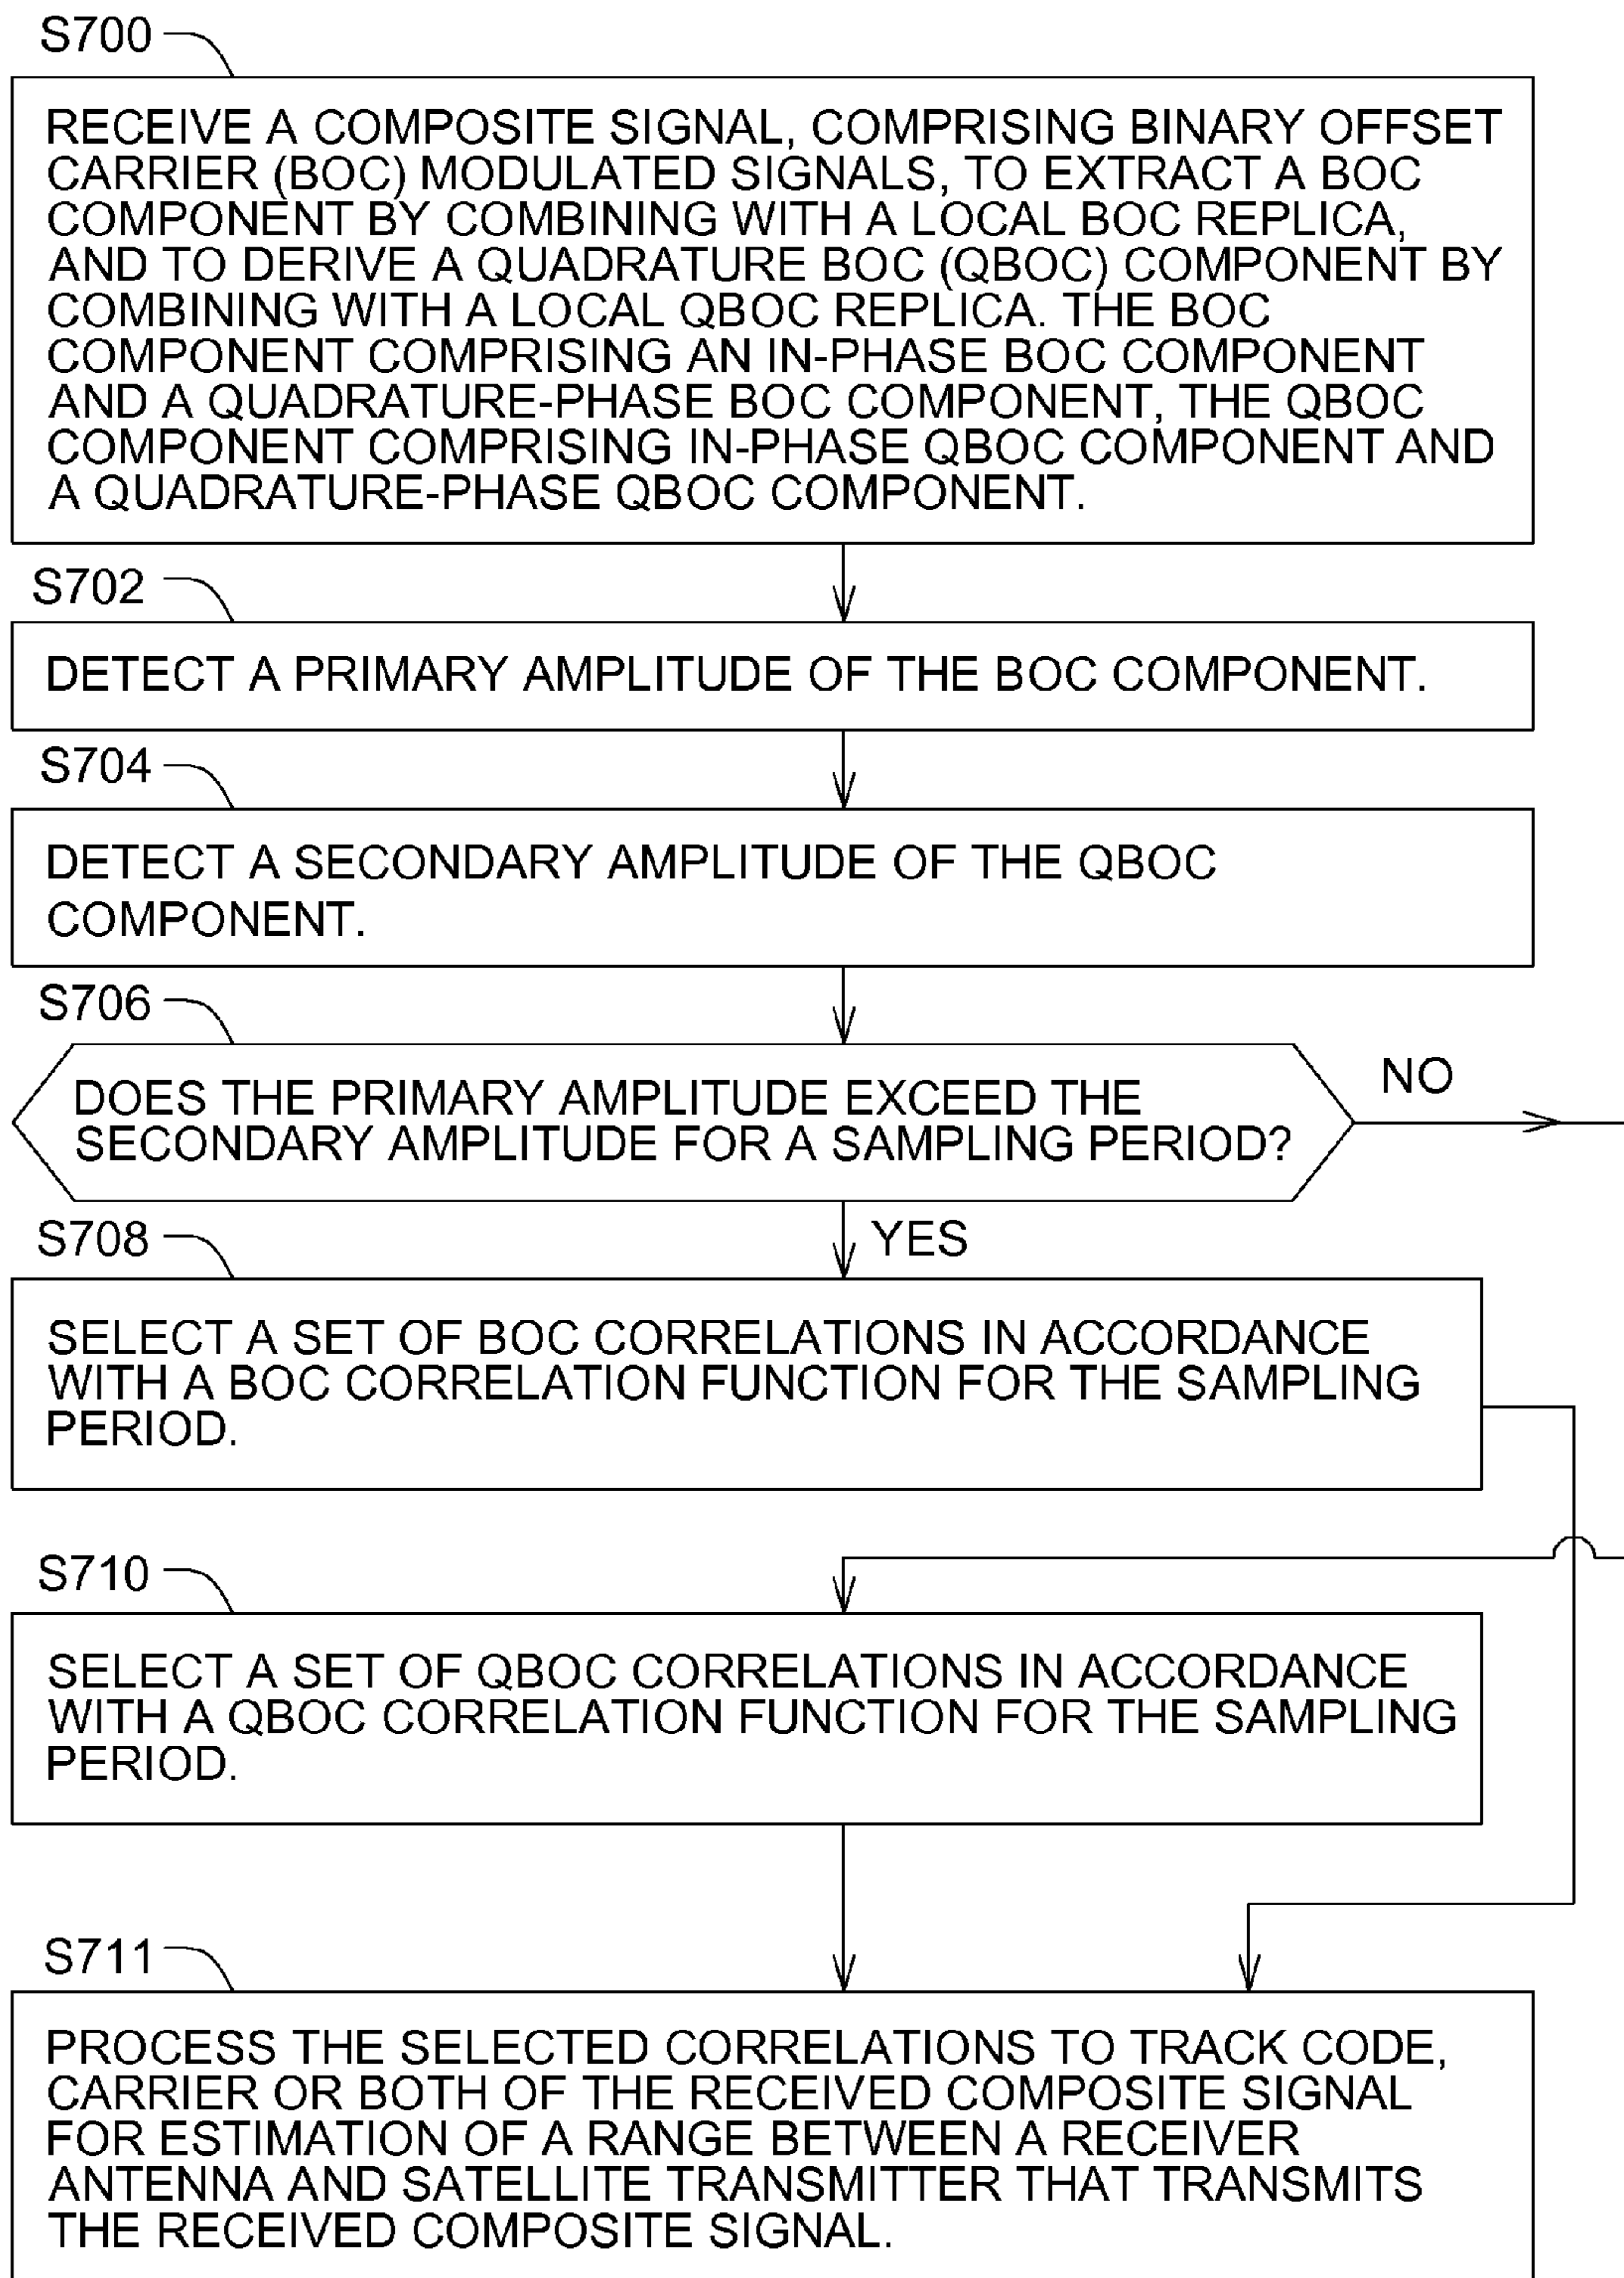 S700
RECEIVE A COMPOSITE SIGNAL, COMPRISING BINARY OFFSET
CARRIER (BOC) MODULATED SIGNALS, TO EXTRACT A BOC
COMPONENT BY COMBINING WITH A LOCAL BOC REPLICA,
AND TO DERIVE A QUADRATURE BOC (QBOC) COMPONENT BY
COMBINING WITH A LOCAL QBOC REPLICA. THE BOC
COMPONENT COMPRISING AN IN-PHASE BOC COMPONENT
AND A QUADRATURE-PHASE BOC COMPONENT, THE QBOC
COMPONENT COMPRISING IN-PHASE QBOC COMPONENT AND
A QUADRATURE-PHASE QBOC COMPONENT.
S702
DETECT A PRIMARY AMPLITUDE OF THE BOC COMPONENT.
S704
DETECT A SECONDARY AMPLITUDE OF THE QBOC
COMPONENT.
S706
DOES THE PRIMARY AMPLITUDE EXCEED THE
SECONDARY AMPLITUDE FOR A SAMPLING PERIOD?
NO
YES
S708
SELECT A SET OF BOC CORRELATIONS IN ACCORDANCE
WITH A BOC CORRELATION FUNCTION FOR THE SAMPLING
PERIOD.
S710
SELECT A SET OF QBOC CORRELATIONS IN ACCORDANCE
WITH A QBOC CORRELATION FUNCTION FOR THE SAMPLING
PERIOD.
S711
PROCESS THE SELECTED CORRELATIONS TO TRACK CODE,
CARRIER OR BOTH OF THE RECEIVED COMPOSITE SIGNAL
FOR ESTIMATION OF A RANGE BETWEEN A RECEIVER
ANTENNA AND SATELLITE TRANSMITTER THAT TRANSMITS
THE RECEIVED COMPOSITE SIGNAL.